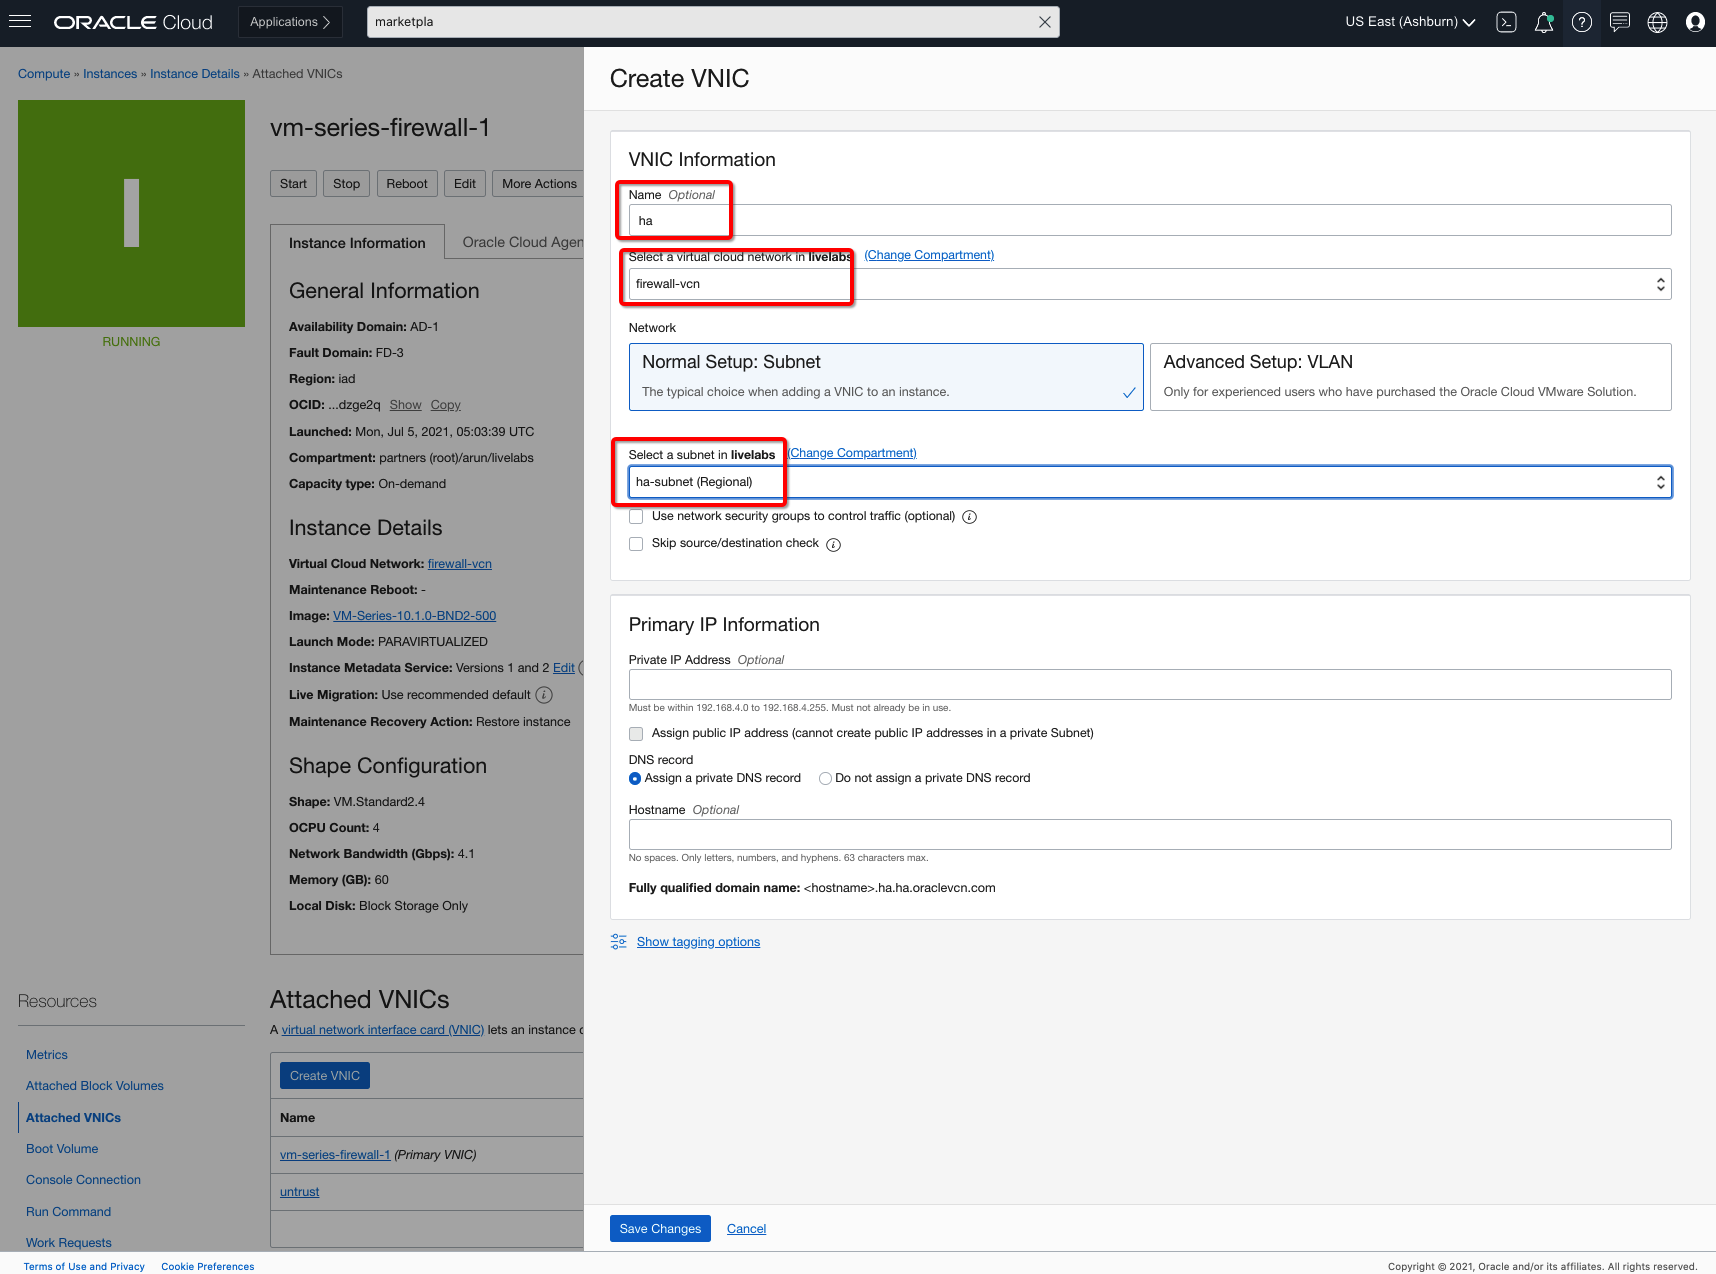 ORACLE Cloud
Applications
marketpla
US East (Ashburn)
Compute » Instances » Instance Details » Attached VNICs
I
RUNNING
vm-series-firewall-1
Start
Stop
Reboot
Edit
More Actions
Instance Information
Oracle Cloud Agen
General Information
Availability Domain: AD-1
Fault Domain: FD-3
Region: iad
OCID: ...dzge2q Show Copy
Launched: Mon, Jul 5, 2021, 05:03:39 UTC
Compartment: partners (root)/arun/livelabs
Capacity type: On-demand
Instance Details
Virtual Cloud Network: firewall-vcn
Maintenance Reboot: -
Image: VM-Series-10.1.0-BND2-500
Launch Mode: PARAVIRTUALIZED
Instance Metadata Service: Versions 1 and 2 Edit
Live Migration: Use recommended default
Maintenance Recovery Action: Restore instance
Shape Configuration
Shape: VM.Standard2.4
OCPU Count: 4
Network Bandwidth (Gbps): 4.1
Memory (GB): 60
Local Disk: Block Storage Only
Resources
Metrics
Attached Block Volumes
Attached VNICs
Boot Volume
Console Connection
Run Command
Work Requests
Attached VNICs
A virtual network interface card (VNIC) lets an instance
Create VNIC
Name
vm-series-firewall-1 (Primary VNIC)
untrust
Create VNIC
VNIC Information
Name Optional
ha
Select a virtual cloud network in livelabs (Change Compartment)
firewall-vcn
Network
Normal Setup: Subnet
The typical choice when adding a VNIC to an instance.
Advanced Setup: VLAN
Only for experienced users who have purchased the Oracle Cloud VMware Solution.
Select a subnet in livelabs (Change Compartment)
ha-subnet (Regional)
Use network security groups to control traffic (optional)
Skip source/destination check
Primary IP Information
Private IP Address Optional
Must be within 192.168.4.0 to 192.168.4.255. Must not already be in use.
Assign public IP address (cannot create public IP addresses in a private Subnet)
DNS record
Assign a private DNS record
Do not assign a private DNS record
Hostname Optional
No spaces. Only letters, numbers, and hyphens. 63 characters max.
Fully qualified domain name: <hostname>.ha.ha.oraclevcn.com
Show tagging options
Save Changes
Cancel
Terms of Use and Privacy
Cookie Preferences
Copyright © 2021, Oracle and/or its affiliates. All rights reserved.